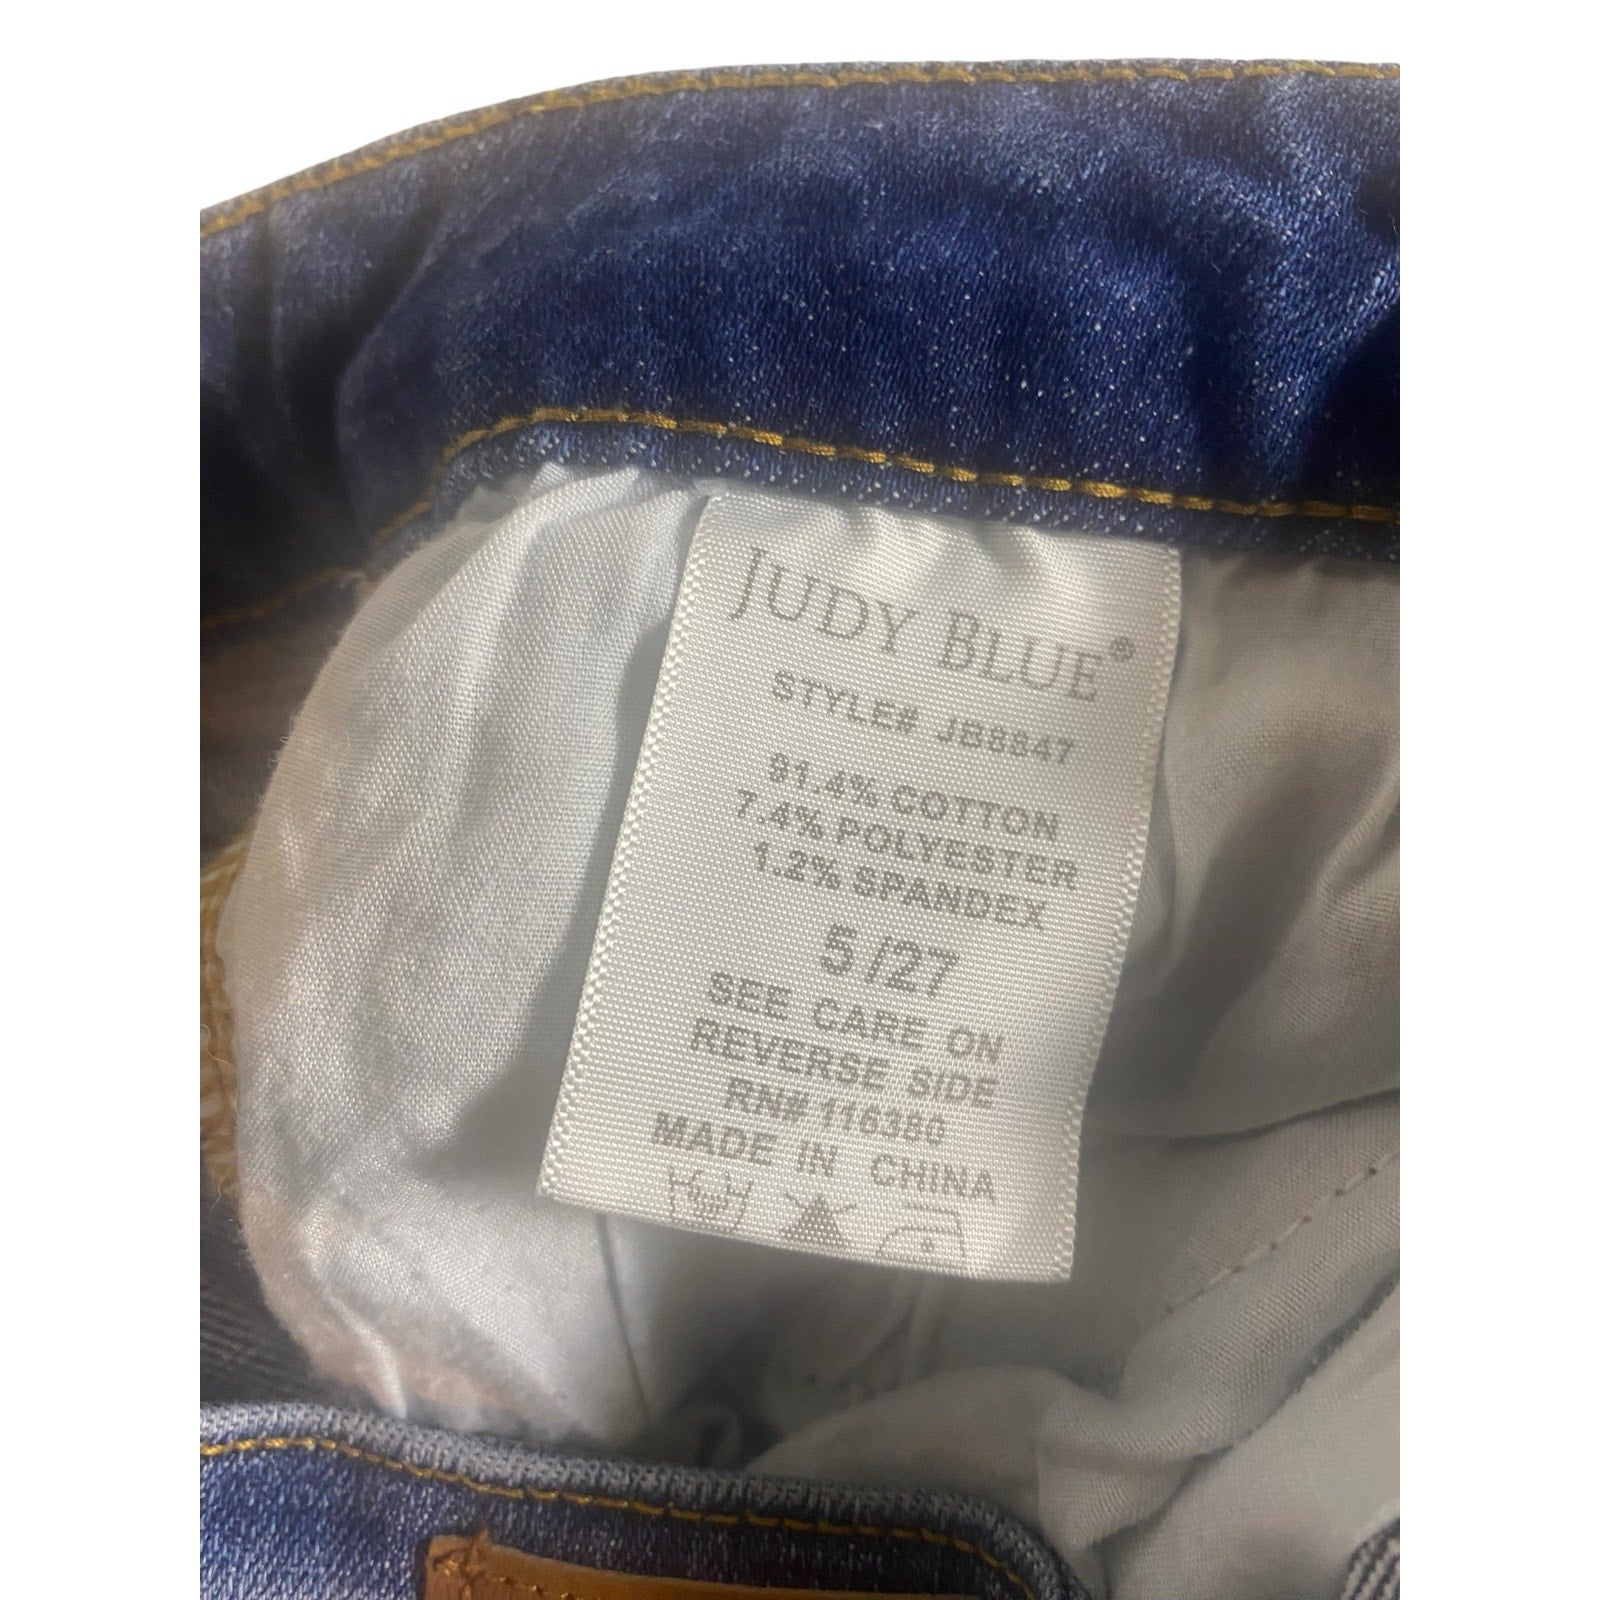 JUDY BLUE®
STYLE# JB8847
91.4% COTTON
7.4% POLYESTER
1.2% SPANDEX
5/27
SEE CARE ON
REVERSE SIDE
RN# 116380
MADE IN CHINA